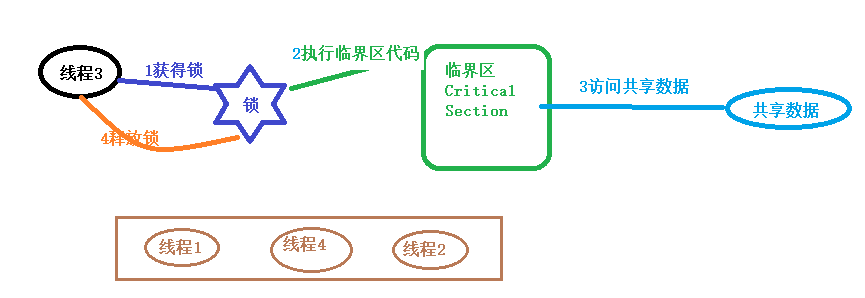 线程3
1获得锁
锁
2执行临界区代码
临界区
Critical
Section
3访问共享数据
共享数据
4释放锁
线程1
线程4
线程2